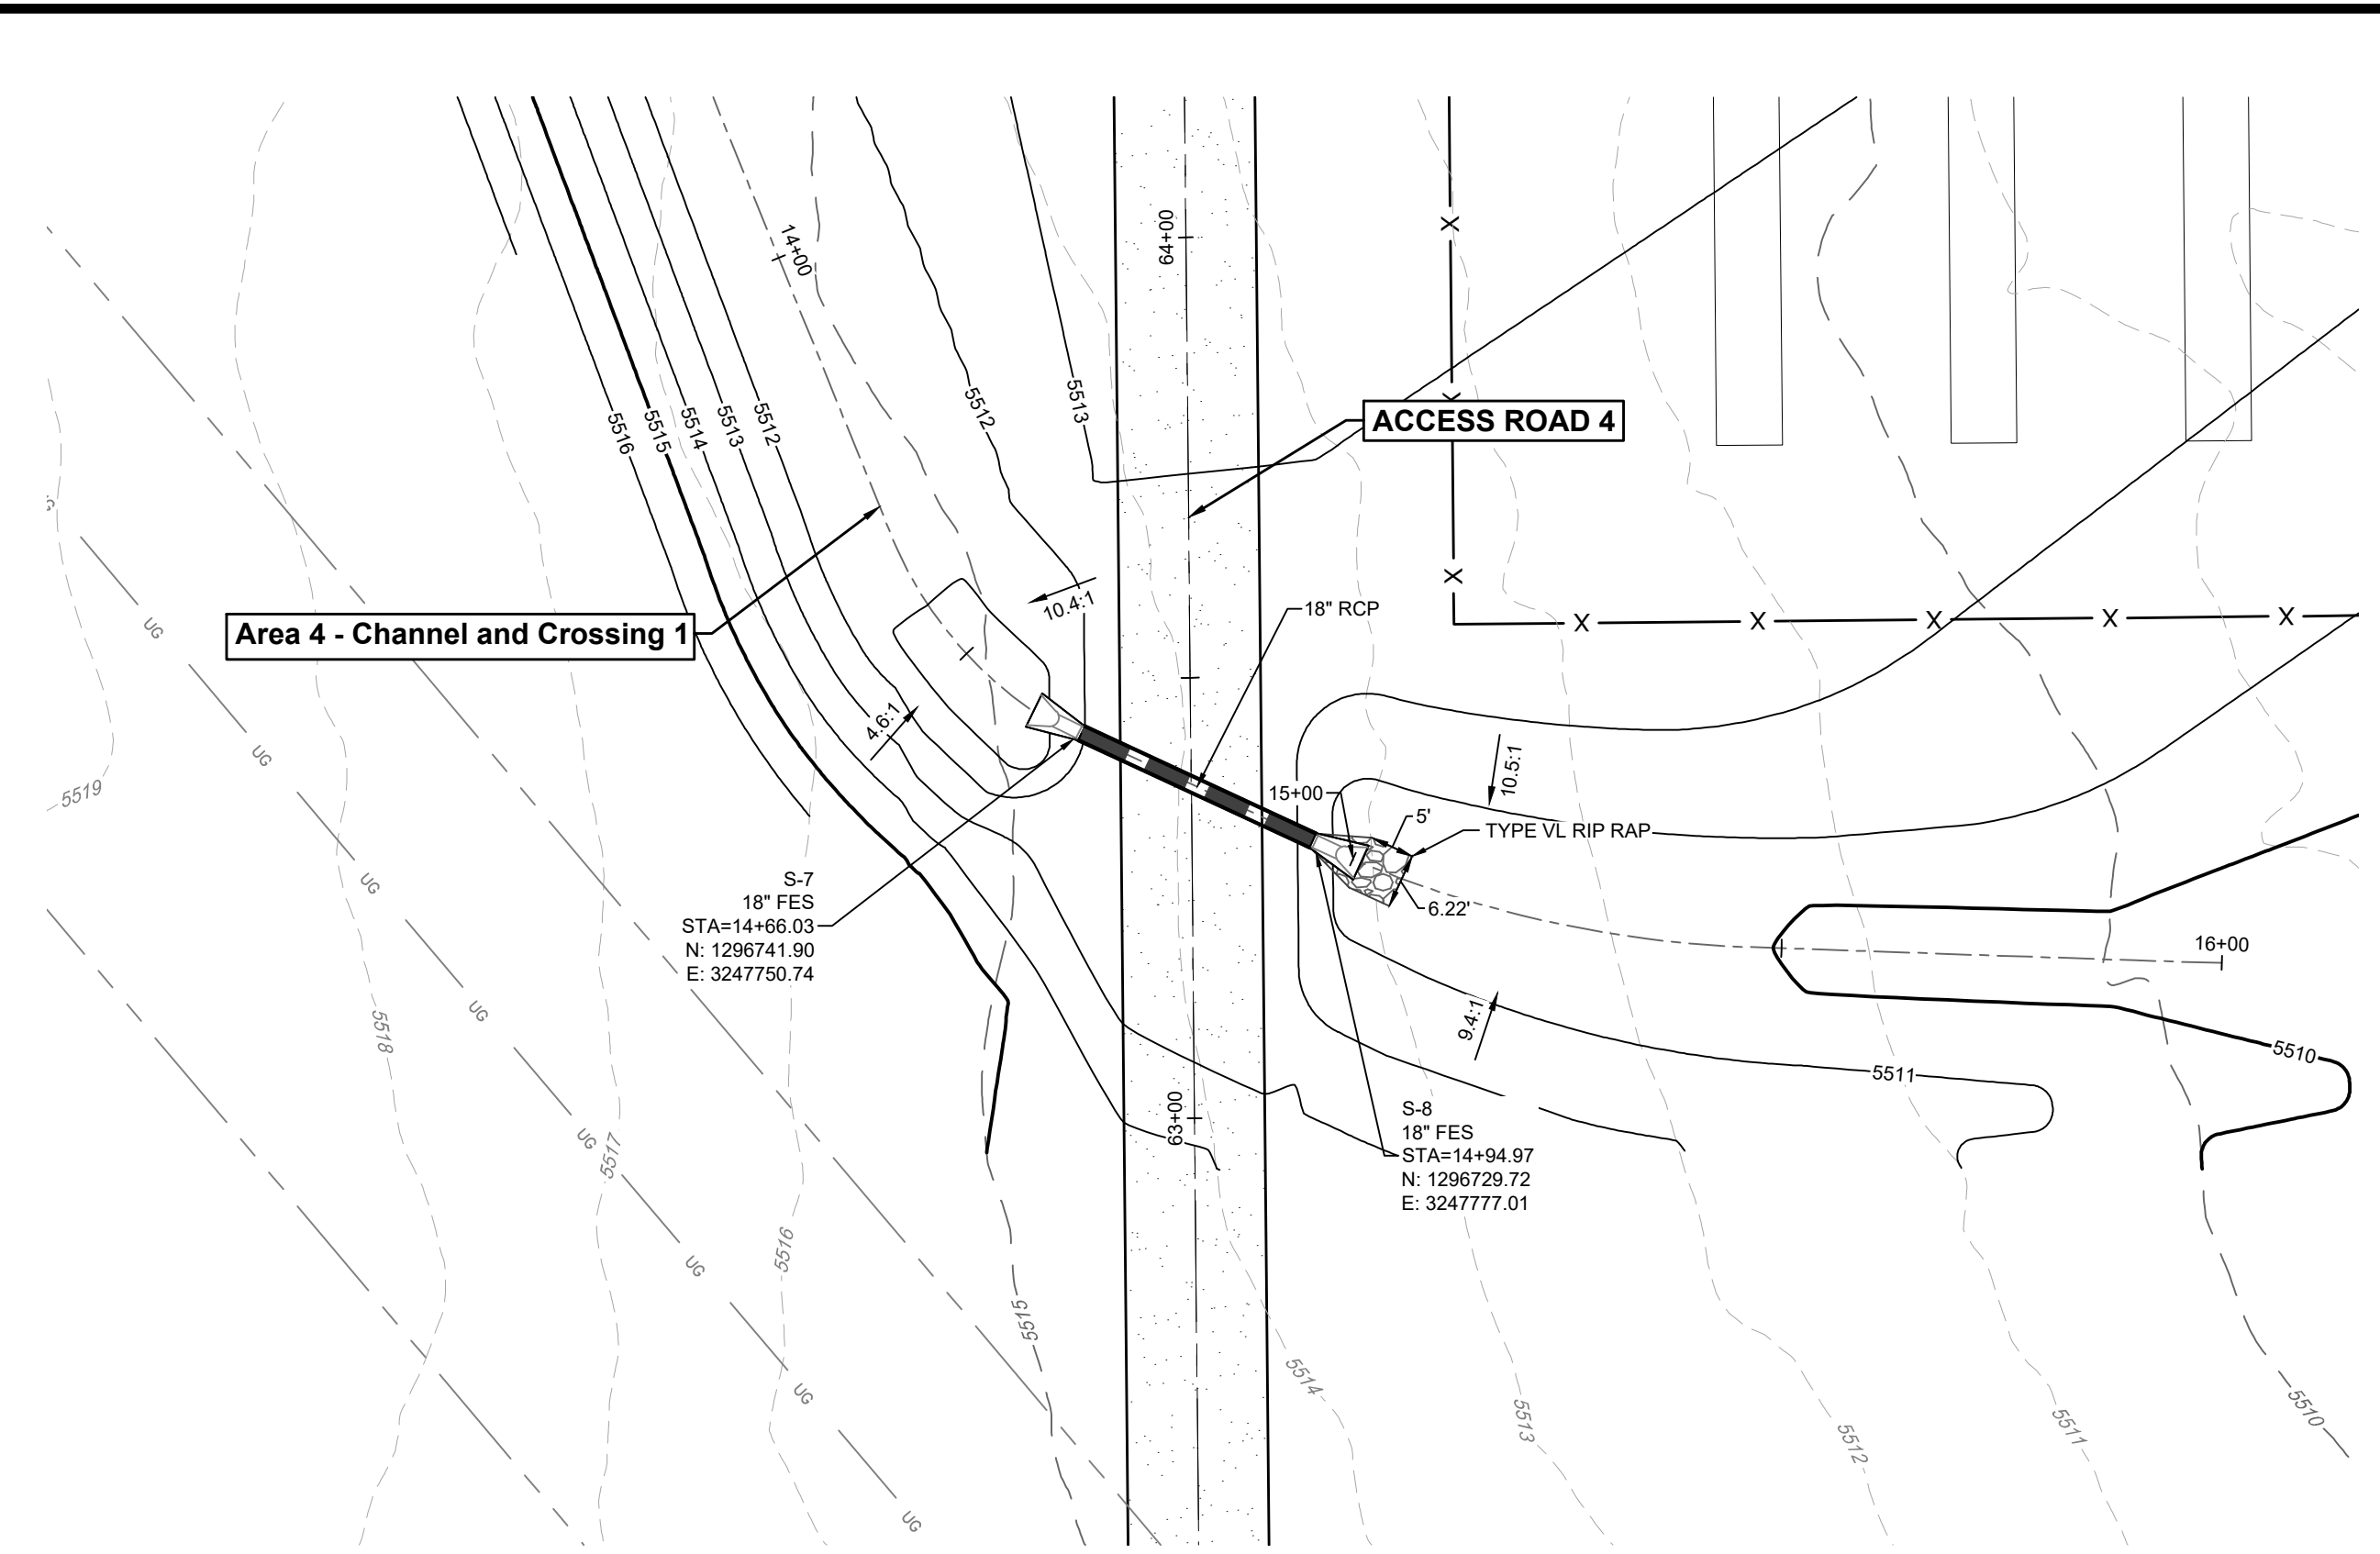 64+00
14+00
5516
5515
5514
5513
5512
5512
5513
ACCESS ROAD 4
X
X
X
X
X
X
X
X
10.4:1
18" RCP
Area 4 - Channel and Crossing 1
UG
UG
UG
UG
UG
UG
UG
UG
4.6:1
10.5:1
5519
15+00
5'
TYPE VL RIP RAP
6.22'
S-7
18" FES
STA=14+66.03
N: 1296741.90
E: 3247750.74
16+00
9.4:1
5510
5511
5518
63+00
S-8
18" FES
STA=14+94.97
N: 1296729.72
E: 3247777.01
5517
5516
5515
5514
5513
5512
5511
5510